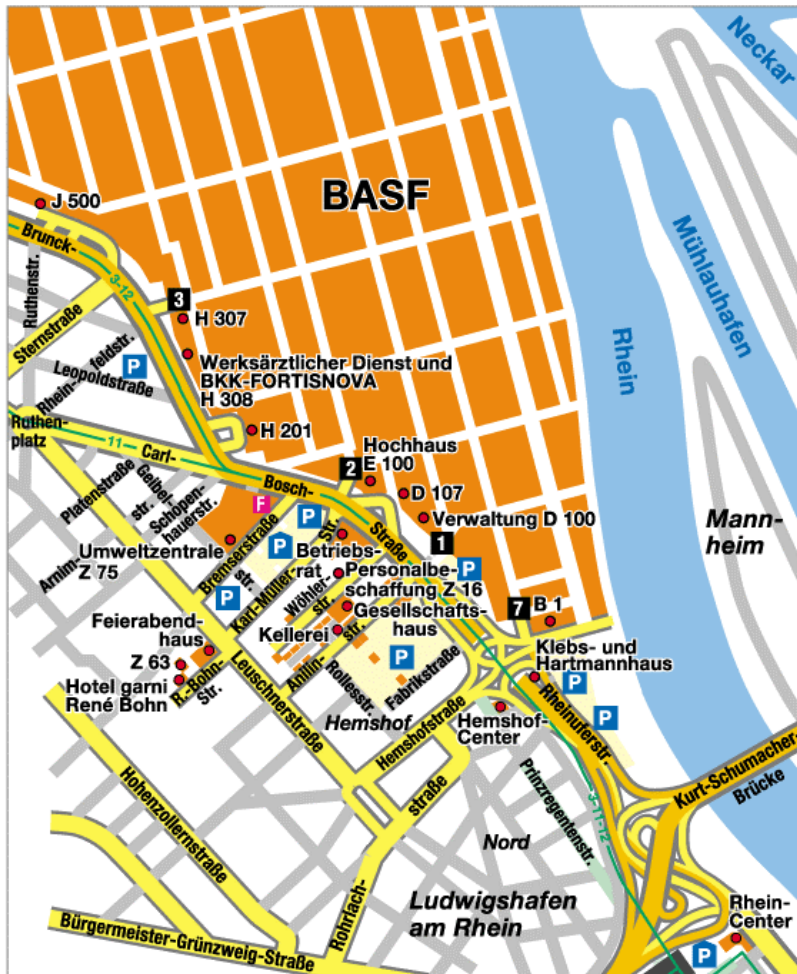 Neckar
BASF
J 500
Brunck-
3-12
Mühlauhafen
Ruthenstr.
Sternstraße
3
H 307
Rhein
Rhein-
feldstr.
P
Leopoldstraße
Werksärztlicher Dienst und
BKK-FORTISNOVA
H 308
Ruthen-
platz
11
Carl-
H 201
Hochhaus
E 100
2
Bosch-
Straße
D 107
Platenstraße
Geibel-
str.
Schopen-
hauerstr.
F
P
Verwaltung D 100
1
Mann-
heim
Arnim-
str.
Umweltzentrale
Z 75
Bremserstraße
P
Betriebs-
rat
P
Personalbe-
schaffung Z 16
Karl-Müller-
Str.
str.
Wöhler-
str.
P
Gesellschafts-
haus
7
B 1
Feierabend-
haus
Kellerei
Anilin-
str.
P
Klebs- und
Hartmannhaus
Z 63
Hotel garni
René Bohn
R.-Bohn-
Str.
Leuschnerstraße
Rollesstr.
Fabrikstraße
P
Rheinuferstr.
P
Hemshof
Hemshofstraße
Hemshof-
Center
Kurt-Schumacher-
Brücke
Hohenzollernstraße
Prinzregentenstr.
3-11-12
Nord
Rohrlach-
straße
Ludwigshafen
am Rhein
Rhein-
Center
Bürgermeister-Grünzweig-Straße
P